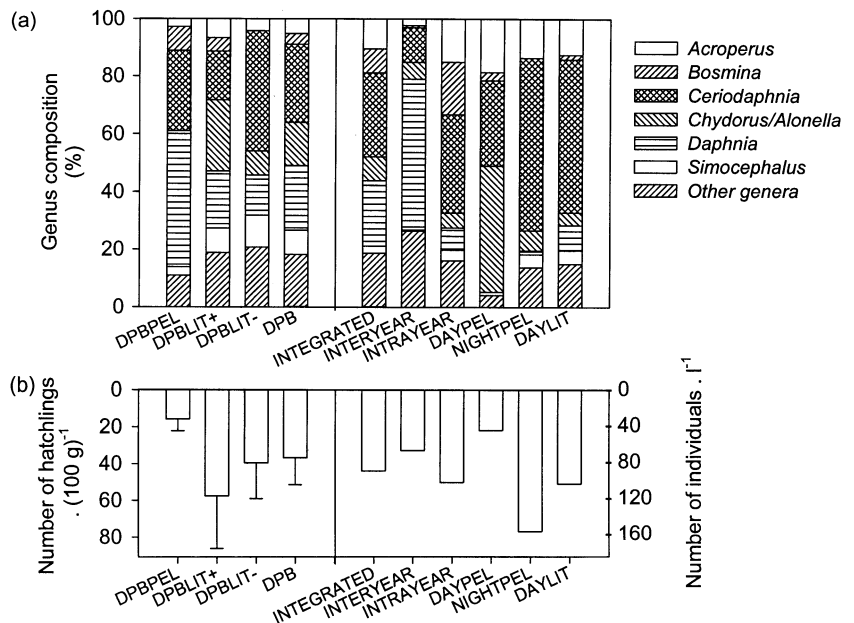 (a)
Genus composition
(%)
100
80
60
40
20
0
DPBPEL
DPBLIT+
DPBLIT-
DPB
INTEGRATED
INTERYEAR
INTRAYEAR
DAYPEL
NIGHTPEL
DAYLIT
Acroperus
Bosmina
Ceriodaphnia
Chydorus/Alonella
Daphnia
Simocephalus
Other genera
(b)
Number of hatchlings
. (100 g)⁻¹
0
20
40
60
80
0
40
80
120
160
Number of individuals . l⁻¹
DPBPEL
DPBLIT+
DPBLIT-
DPB
INTEGRATED
INTERYEAR
INTRAYEAR
DAYPEL
NIGHTPEL
DAYLIT